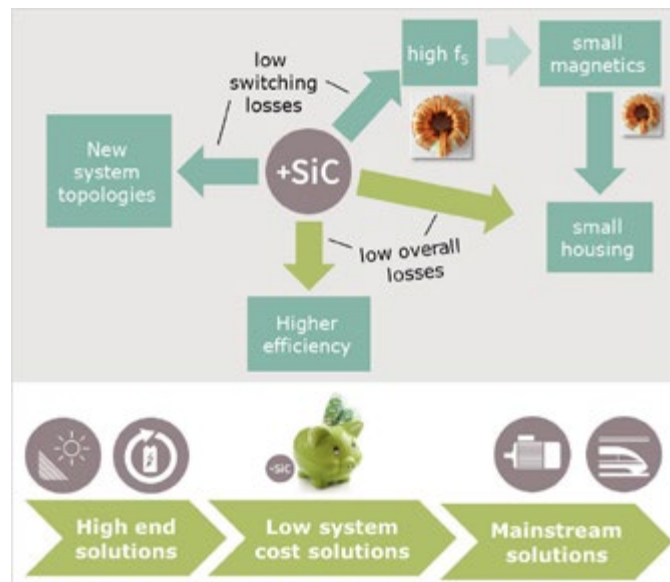 low
switching
losses
high fs
small
magnetics
New
system
topologies
+SiC
small
housing
low overall
losses
Higher
efficiency
+SiC
High end
solutions
Low system
cost solutions
Mainstream
solutions